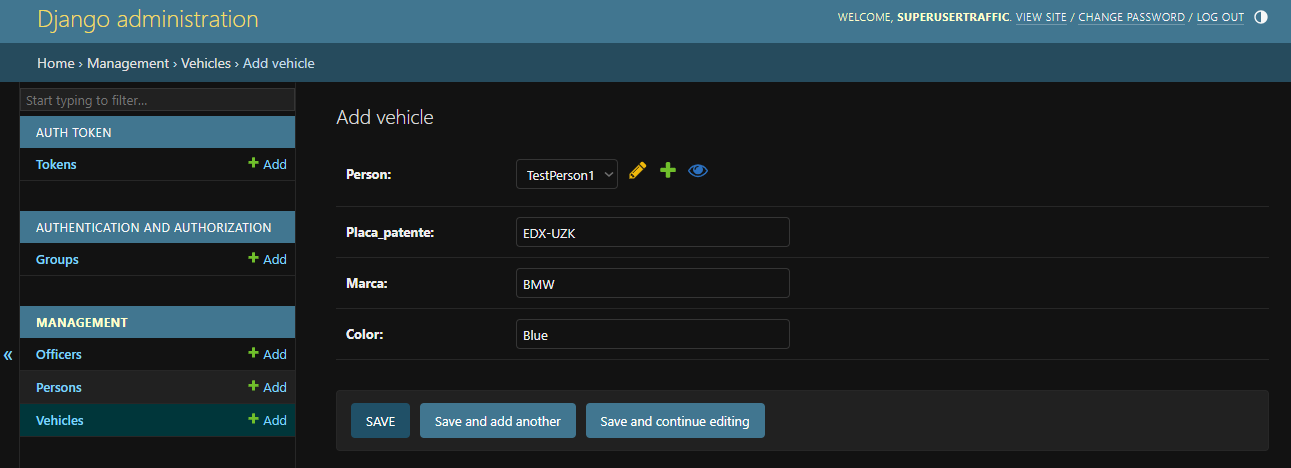 Django administration
WELCOME, SUPERUSERTRAFFIC. VIEW SITE / CHANGE PASSWORD / LOG OUT
Home › Management › Vehicles › Add vehicle
Start typing to filter...
AUTH TOKEN
Tokens Add
AUTHENTICATION AND AUTHORIZATION
Groups Add
MANAGEMENT
Officers Add
Persons Add
Vehicles Add
«
Add vehicle
Person: TestPerson1
Placa_patente: EDX-UZK
Marca: BMW
Color: Blue
SAVE Save and add another Save and continue editing